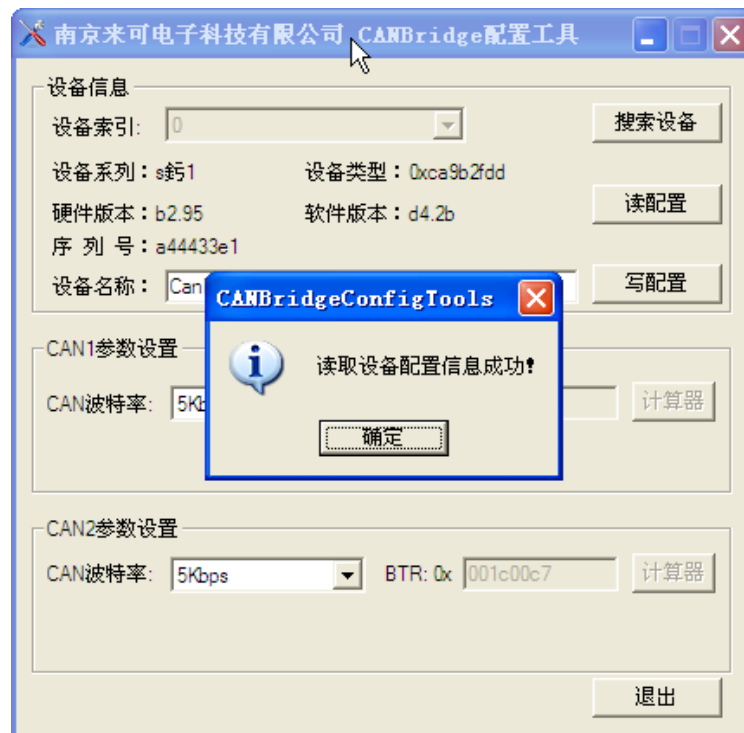 南京来可电子科技有限公司 CANBridge配置工具
设备信息
设备索引: 0
搜索设备
设备系列：s鈣1 设备类型：0xca9b2fdd
硬件版本：b2.95 软件版本：d4.2b
读配置
序 列 号：a44433e1
设备名称： Can
写配置
CANBridgeConfigTools
读取设备配置信息成功!
确定
CAN1参数设置
CAN波特率: 5Kb
计算器
CAN2参数设置
CAN波特率: 5Kbps BTR: 0x 001c00c7 计算器
退出